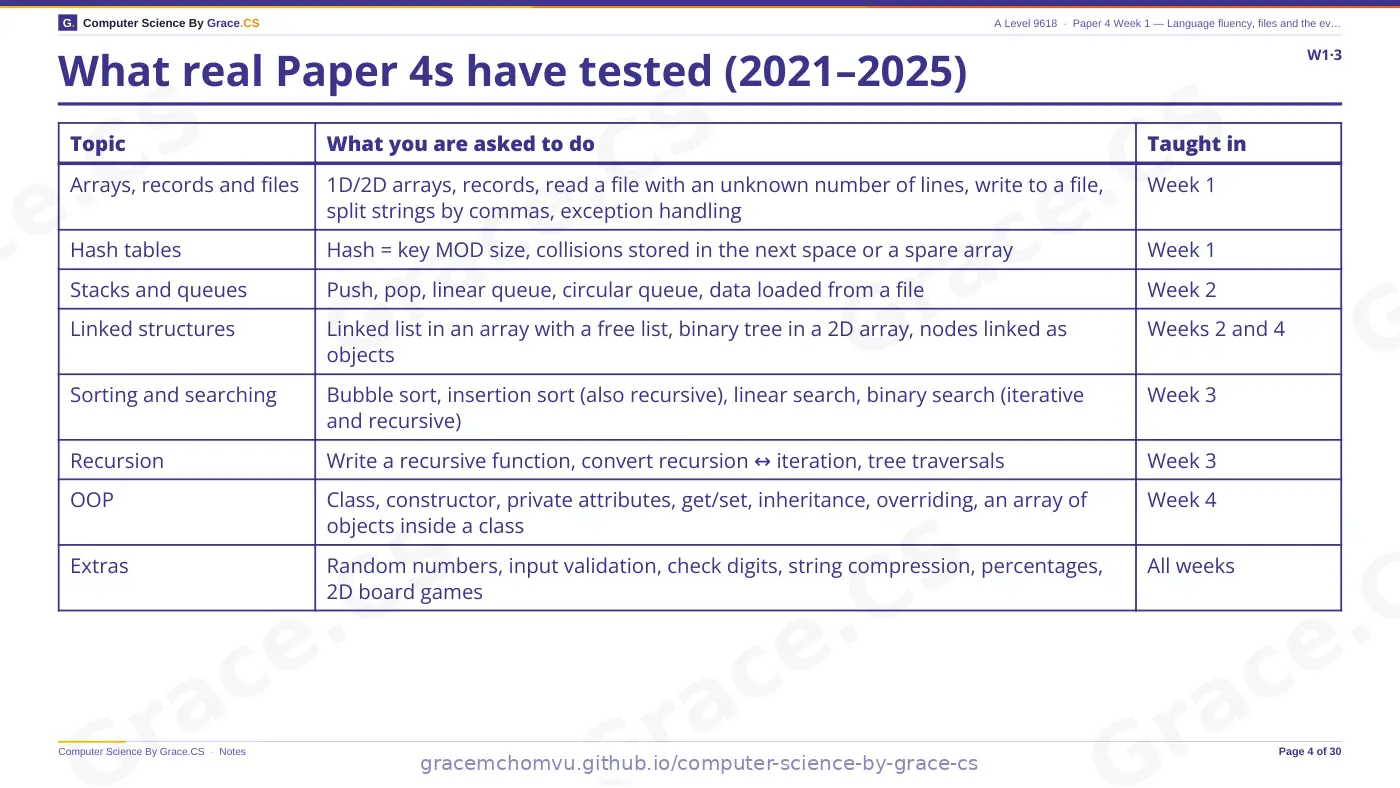 G. Computer Science By Grace.CS
A Level 9618 · Paper 4 Week 1 — Language fluency, files and the ev…
What real Paper 4s have tested (2021–2025)
W1·3
Topic What you are asked to do Taught in
Arrays, records and files 1D/2D arrays, records, read a file with an unknown number of lines, write to a file, Week 1
split strings by commas, exception handling
Hash tables Hash = key MOD size, collisions stored in the next space or a spare array Week 1
Stacks and queues Push, pop, linear queue, circular queue, data loaded from a file Week 2
Linked structures Linked list in an array with a free list, binary tree in a 2D array, nodes linked as Weeks 2 and 4
objects
Sorting and searching Bubble sort, insertion sort (also recursive), linear search, binary search (iterative Week 3
and recursive)
Recursion Write a recursive function, convert recursion ↔ iteration, tree traversals Week 3
OOP Class, constructor, private attributes, get/set, inheritance, overriding, an array of Week 4
objects inside a class
Extras Random numbers, input validation, check digits, string compression, percentages, All weeks
2D board games
Computer Science By Grace.CS · Notes
Page 4 of 30
gracemchomvu.github.io/computer-science-by-grace-cs
Grace.CS